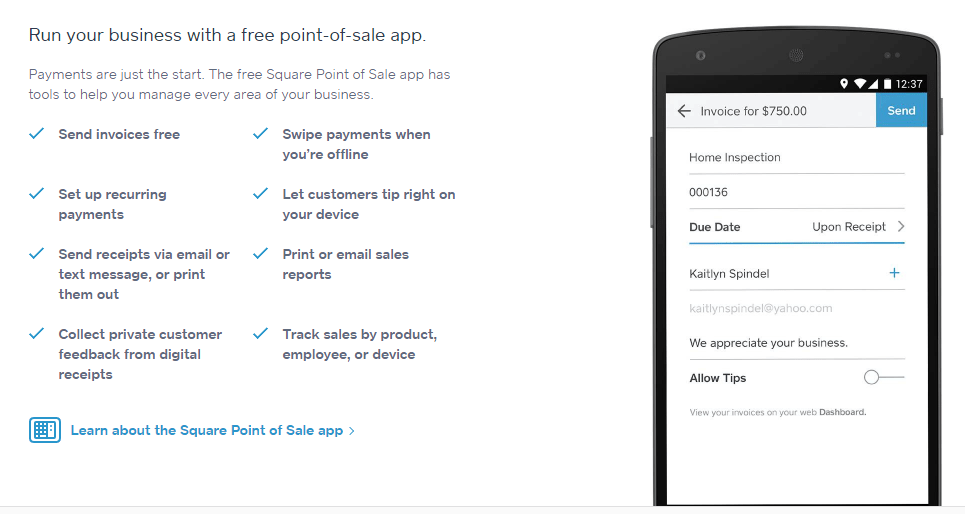 Run your business with a free point-of-sale app.
Payments are just the start. The free Square Point of Sale app has
tools to help you manage every area of your business.
Send invoices free
Swipe payments when
you’re offline
Set up recurring
payments
Let customers tip right on
your device
Send receipts via email or
text message, or print
them out
Print or email sales
reports
Collect private customer
feedback from digital
receipts
Track sales by product,
employee, or device
Learn about the Square Point of Sale app >
12:37
Invoice for $750.00
Send
Home Inspection
000136
Due Date Upon Receipt
Kaitlyn Spindel
kaitlynspindel@yahoo.com
We appreciate your business.
Allow Tips
View your invoices on your web Dashboard.